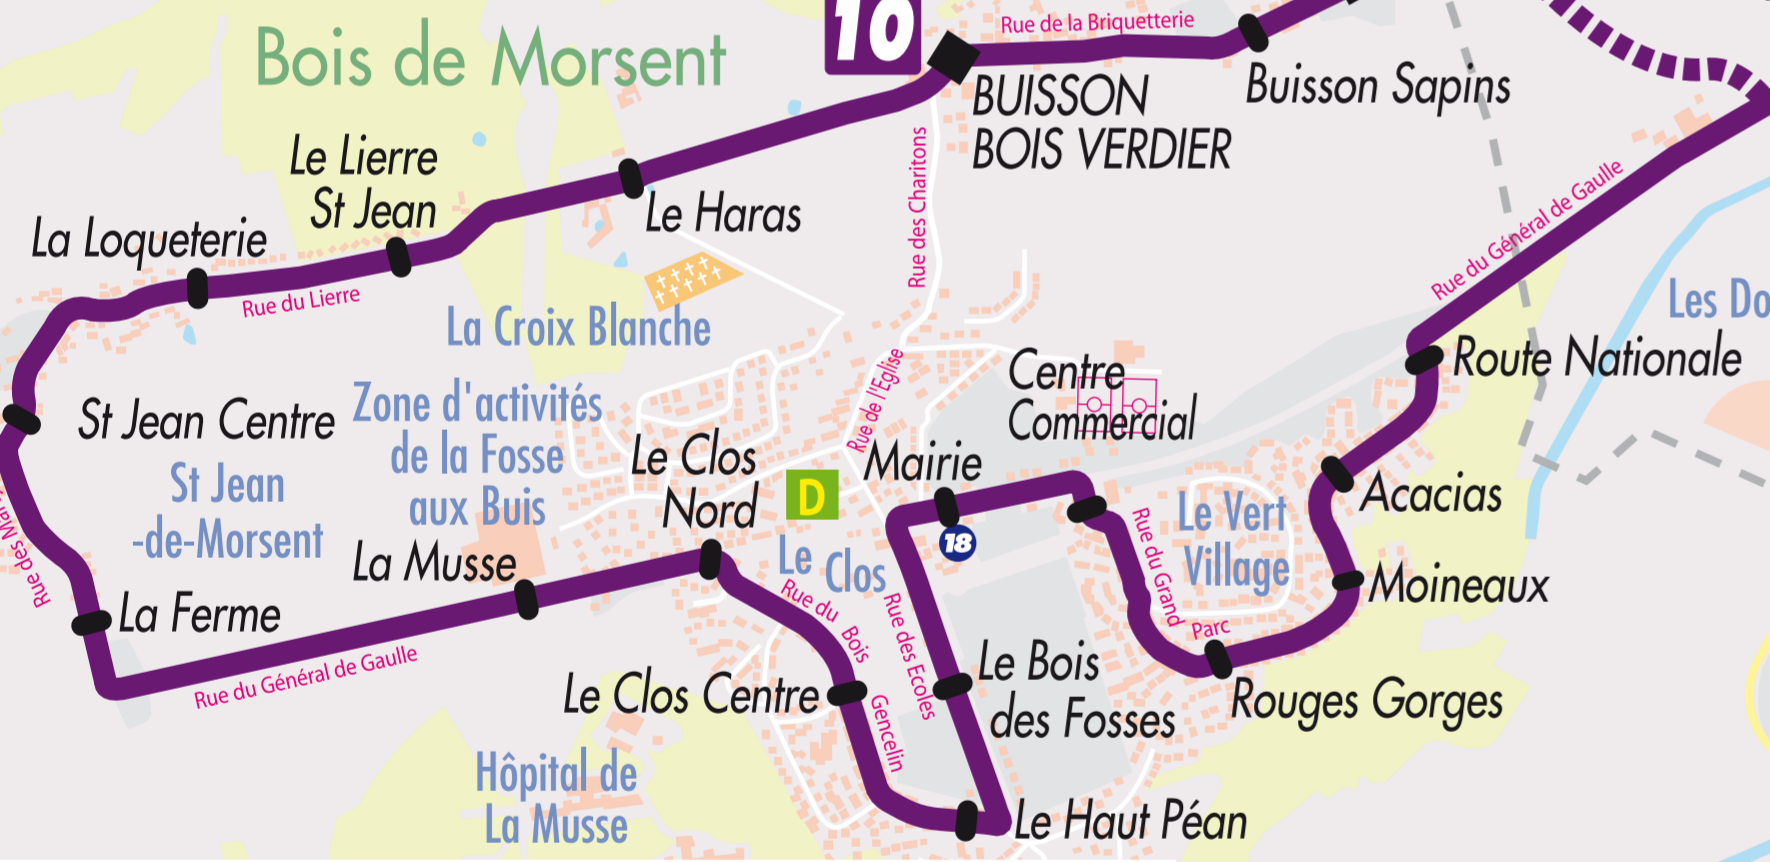 10
Rue de la Briquetterie
Bois de Morsent
BUISSON
BOIS VERDIER
Buisson Sapins
Le Lierre
St Jean
Le Haras
Rue des Charitons
La Loqueterie
Rue du Lierre
Rue du Général de Gaulle
La Croix Blanche
Les Do
Route Nationale
Centre
Commercial
Rue de l'Eglise
St Jean Centre
Zone d'activités
de la Fosse
aux Buis
Le Clos
Nord
D
Mairie
18
St Jean
-de-Morsent
Le Vert
Village
Acacias
La Musse
Le Clos
Moineaux
Rue des Mar
La Ferme
Rue du
Bois
Gencelin
Rue des Ecoles
Rue du Grand
Parc
Rue du Général de Gaulle
Le Clos Centre
Le Bois
des Fosses
Rouges Gorges
Hôpital de
La Musse
Le Haut Péan